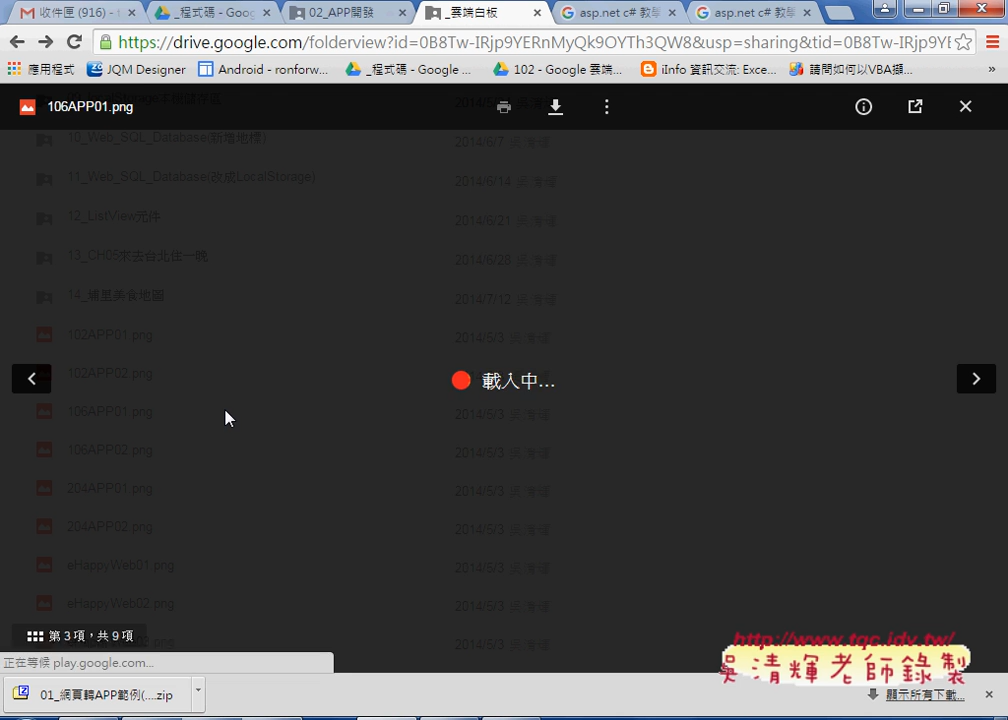 收件匣 (916) -
_程式碼 - Goog
02_APP開發
_雲端白板
asp.net c# 教學
asp.net c# 教學
https://drive.google.com/folderview?id=0B8Tw-IRjp9YERnMyQk9OYTh3QW8&usp=sharing&tid=0B8Tw-IRjp9YE
應用程式
JQM Designer
Android - ronforw...
_程式碼 - Google ...
102 - Google 雲端...
iInfo 資訊交流: Exce...
請問如何以VBA擷...
»
106APP01.png
10_Web_SQL_Database(新增地標)
2014/6/7
11_Web_SQL_Database(改成LocalStorage)
2014/6/14
12_ListView元件
2014/6/21
13_CH05來去台北住一晚
2014/6/28
14_埔里美食地圖
2014/7/12
102APP01.png
2014/5/3
102APP02.png
載入中...
106APP01.png
2014/5/3
106APP02.png
2014/5/3
204APP01.png
2014/5/3
204APP02.png
2014/5/3
eHappyWeb01.png
2014/5/3
eHappyWeb02.png
2014/5/3
第 3 項，共 9 項
2014/5/3
正在等候 play.google.com...
http://www.tqc.idv.tw/
吳清輝老師錄製
01_網頁轉APP範例(....zip
顯示所有下載...